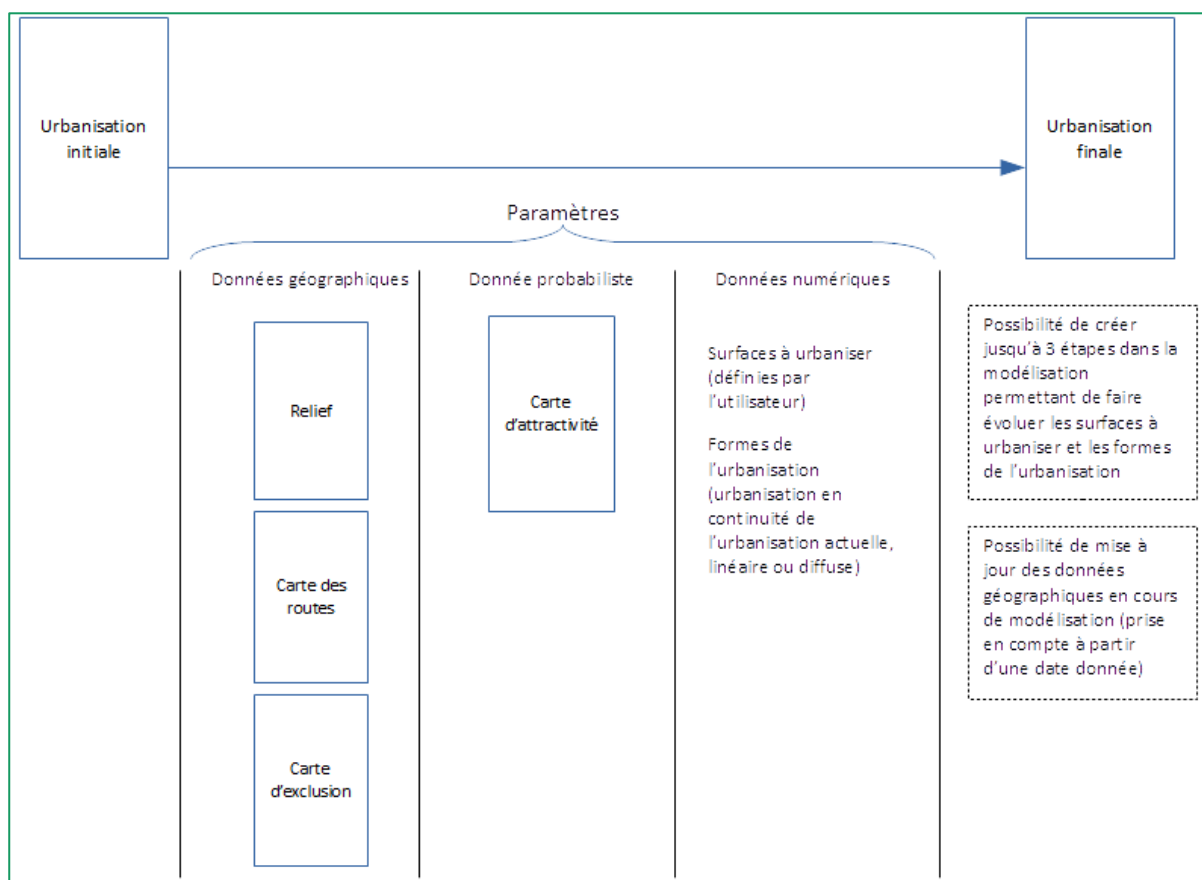 Urbanisation
initiale
Urbanisation
finale
Paramètres
Données géographiques
Donnée probabiliste
Données numériques
Relief
Carte des
routes
Carte
d'exclusion
Carte
d'attractivité
Surfaces à urbaniser
(définies par
l'utilisateur)
Formes de
l'urbanisation
(urbanisation en
continuité de
l'urbanisation actuelle,
linéaire ou diffuse)
Possibilité de créer
jusqu'à 3 étapes dans la
modélisation
permettant de faire
évoluer les surfaces à
urbaniser et les formes
de l'urbanisation
Possibilité de mise à
jour des données
géographiques en cours
de modélisation (prise
en compte à partir
d'une date donnée)